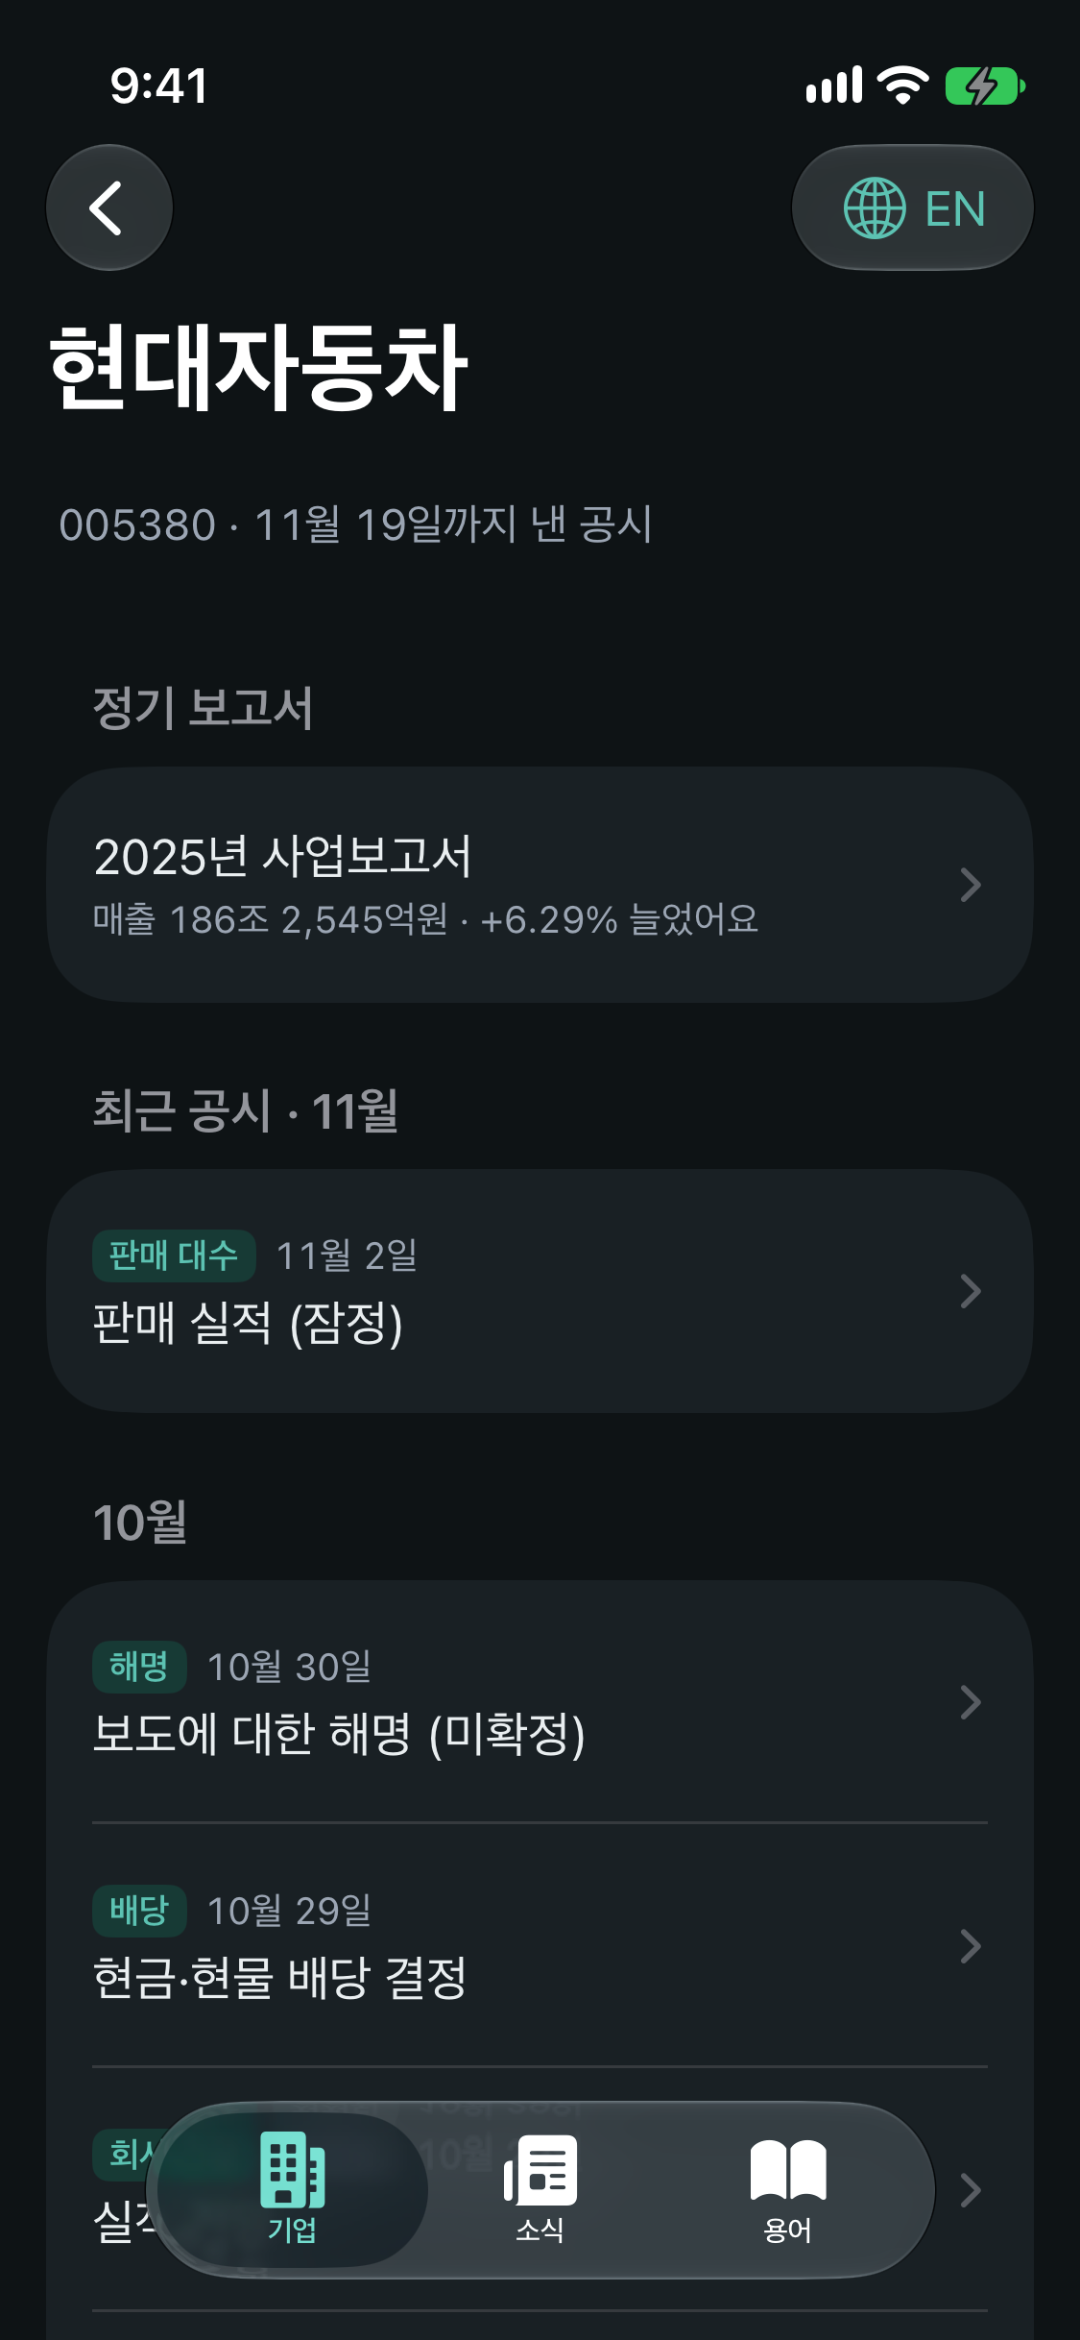 9:41
EN
현대자동차
005380 · 11월 19일까지 낸 공시
정기 보고서
2025년 사업보고서
매출 186조 2,545억원 · +6.29% 늘었어요
최근 공시 · 11월
판매 대수 11월 2일
판매 실적 (잠정)
10월
해명 10월 30일
보도에 대한 해명 (미확정)
배당 10월 29일
현금·현물 배당 결정
10월
기업
소식
용어